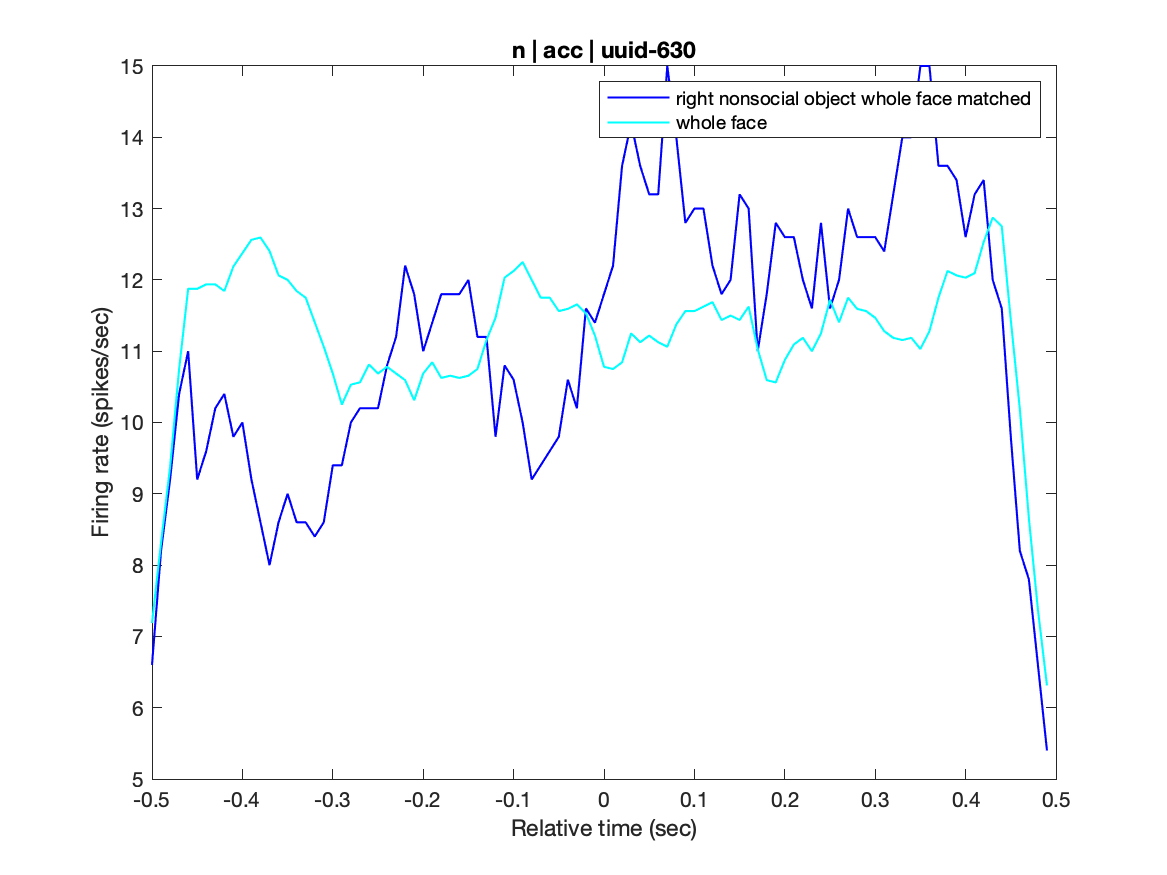 n | acc | uuid-630
right nonsocial object whole face matched
whole face
Firing rate (spikes/sec)
15
14
13
12
11
10
9
8
7
6
5
-0.5 -0.4 -0.3 -0.2 -0.1 0 0.1 0.2 0.3 0.4 0.5
Relative time (sec)